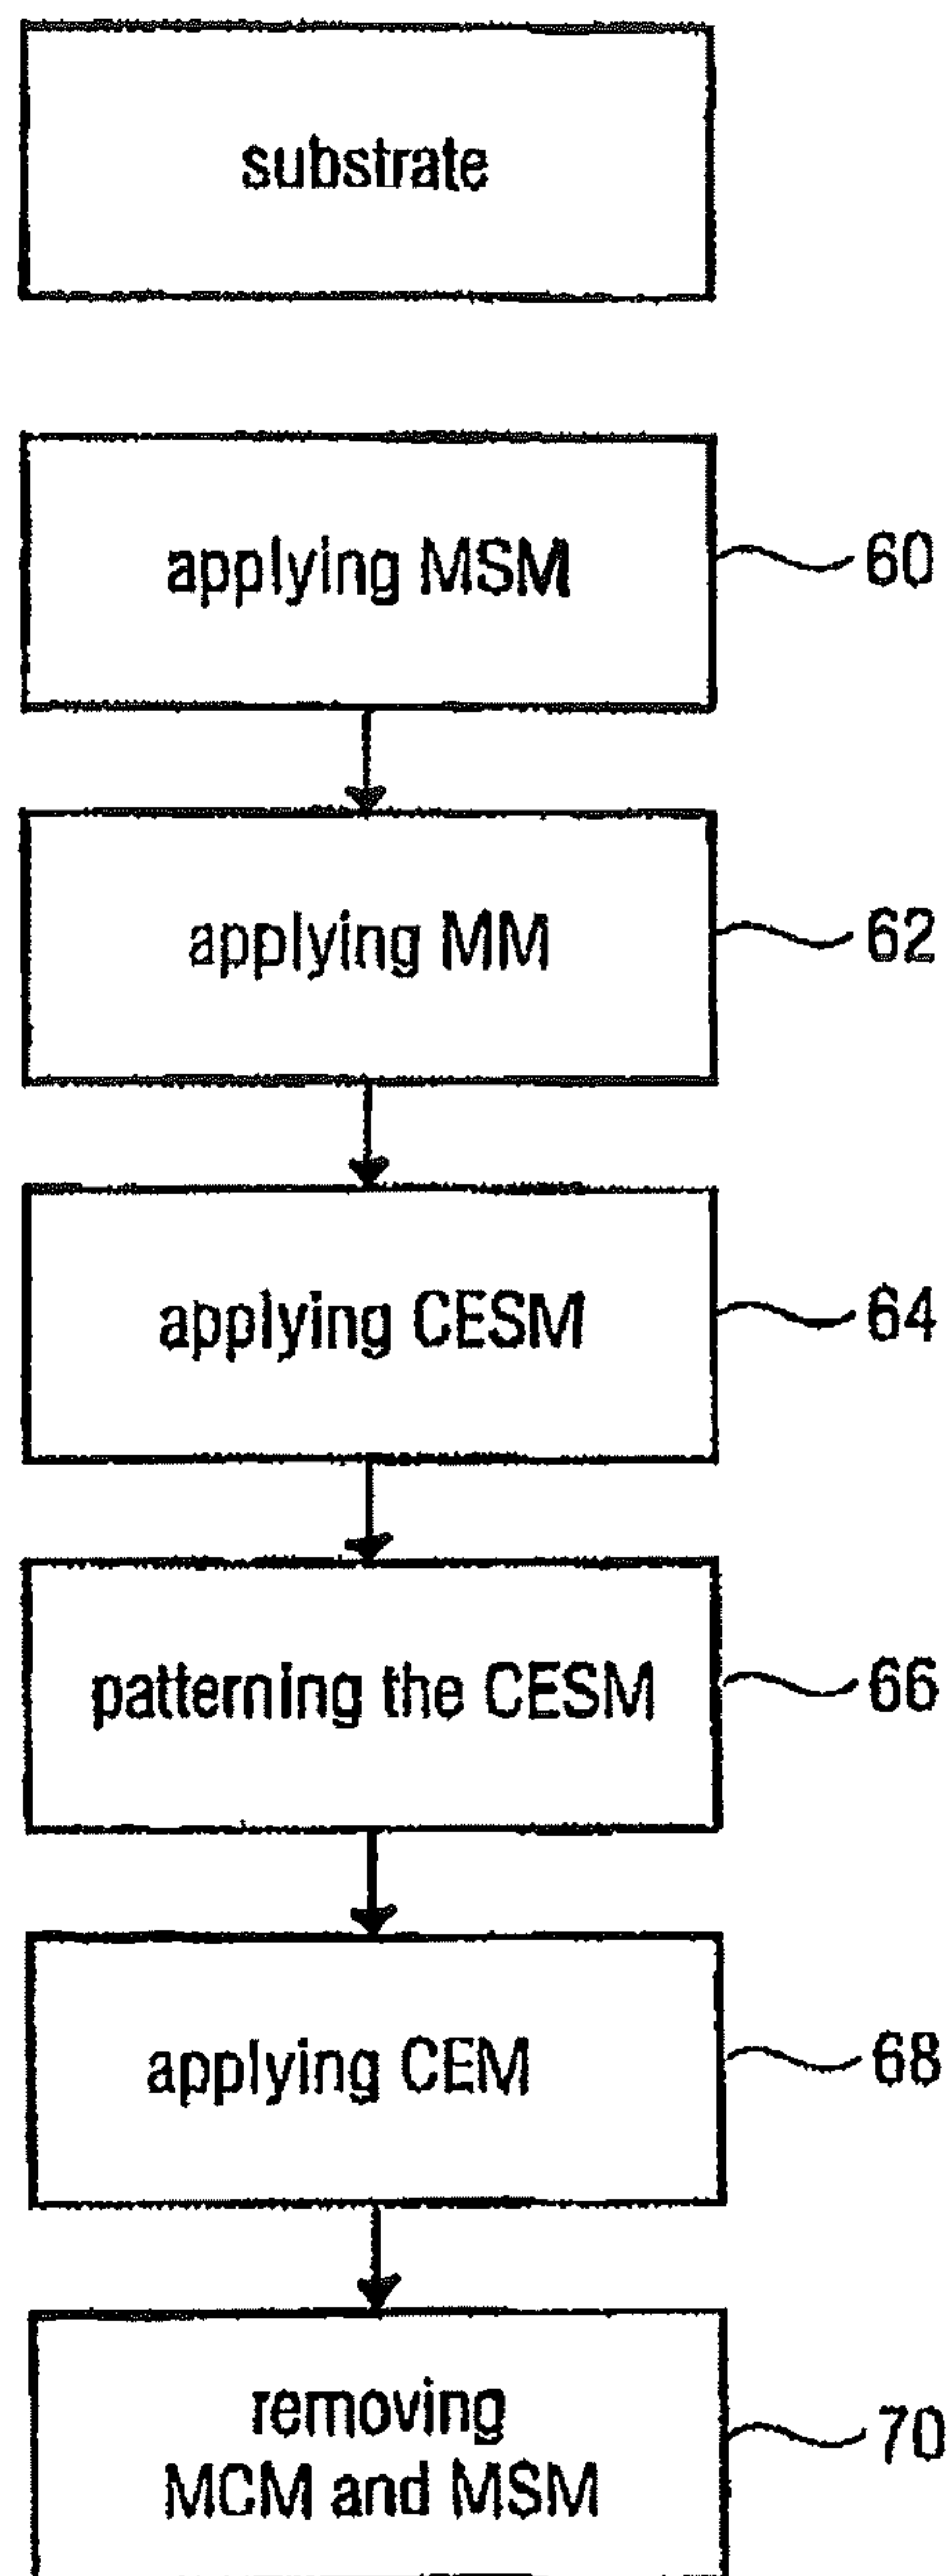 substrate
applying MSM
60
applying MM
62
applying CESM
64
patterning the CESM
66
applying CEM
68
removing
MCM and MSM
70